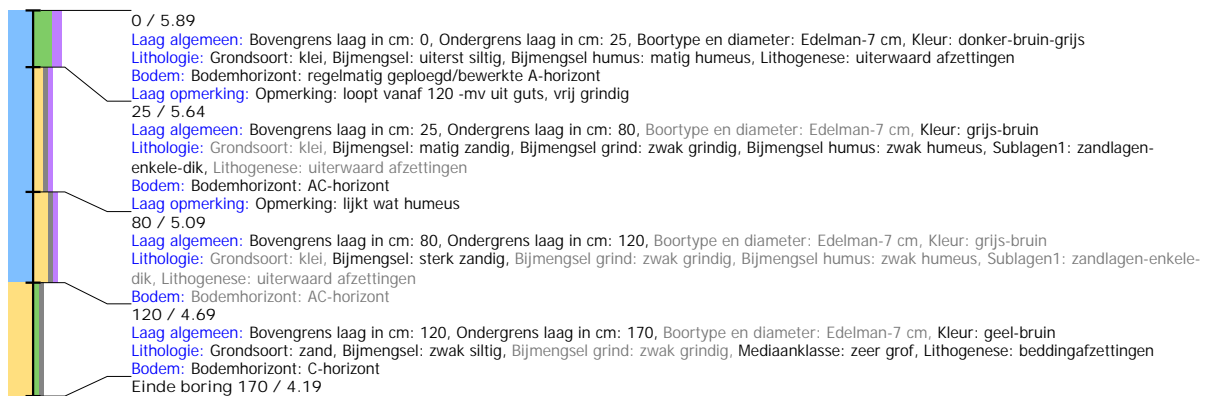 0 / 5.89
Laag algemeen: Bovengrens laag in cm: 0, Ondergrens laag in cm: 25, Boortype en diameter: Edelman-7 cm, Kleur: donker-bruin-grijs
Lithologie: Grondsoort: klei, Bijmengsel: uiterst siltig, Bijmengsel humus: matig humeus, Lithogenese: uiterwaard afzettingen
Bodem: Bodemhorizont: regelmatig geploegd/bewerkte A-horizont
Laag opmerking: Opmerking: loopt vanaf 120 -mv uit guts, vrij grindig
25 / 5.64
Laag algemeen: Bovengrens laag in cm: 25, Ondergrens laag in cm: 80, Boortype en diameter: Edelman-7 cm, Kleur: grijs-bruin
Lithologie: Grondsoort: klei, Bijmengsel: matig zandig, Bijmengsel grind: zwak grindig, Bijmengsel humus: zwak humeus, Sublagen1: zandlagen-
enkele-dik, Lithogenese: uiterwaard afzettingen
Bodem: Bodemhorizont: AC-horizont
Laag opmerking: Opmerking: lijkt wat humeus
80 / 5.09
Laag algemeen: Bovengrens laag in cm: 80, Ondergrens laag in cm: 120, Boortype en diameter: Edelman-7 cm, Kleur: grijs-bruin
Lithologie: Grondsoort: klei, Bijmengsel: sterk zandig, Bijmengsel grind: zwak grindig, Bijmengsel humus: zwak humeus, Sublagen1: zandlagen-enkele-
dik, Lithogenese: uiterwaard afzettingen
Bodem: Bodemhorizont: AC-horizont
120 / 4.69
Laag algemeen: Bovengrens laag in cm: 120, Ondergrens laag in cm: 170, Boortype en diameter: Edelman-7 cm, Kleur: geel-bruin
Lithologie: Grondsoort: zand, Bijmengsel: zwak siltig, Bijmengsel grind: zwak grindig, Mediaanklasse: zeer grof, Lithogenese: beddingafzettingen
Bodem: Bodemhorizont: C-horizont
Einde boring 170 / 4.19